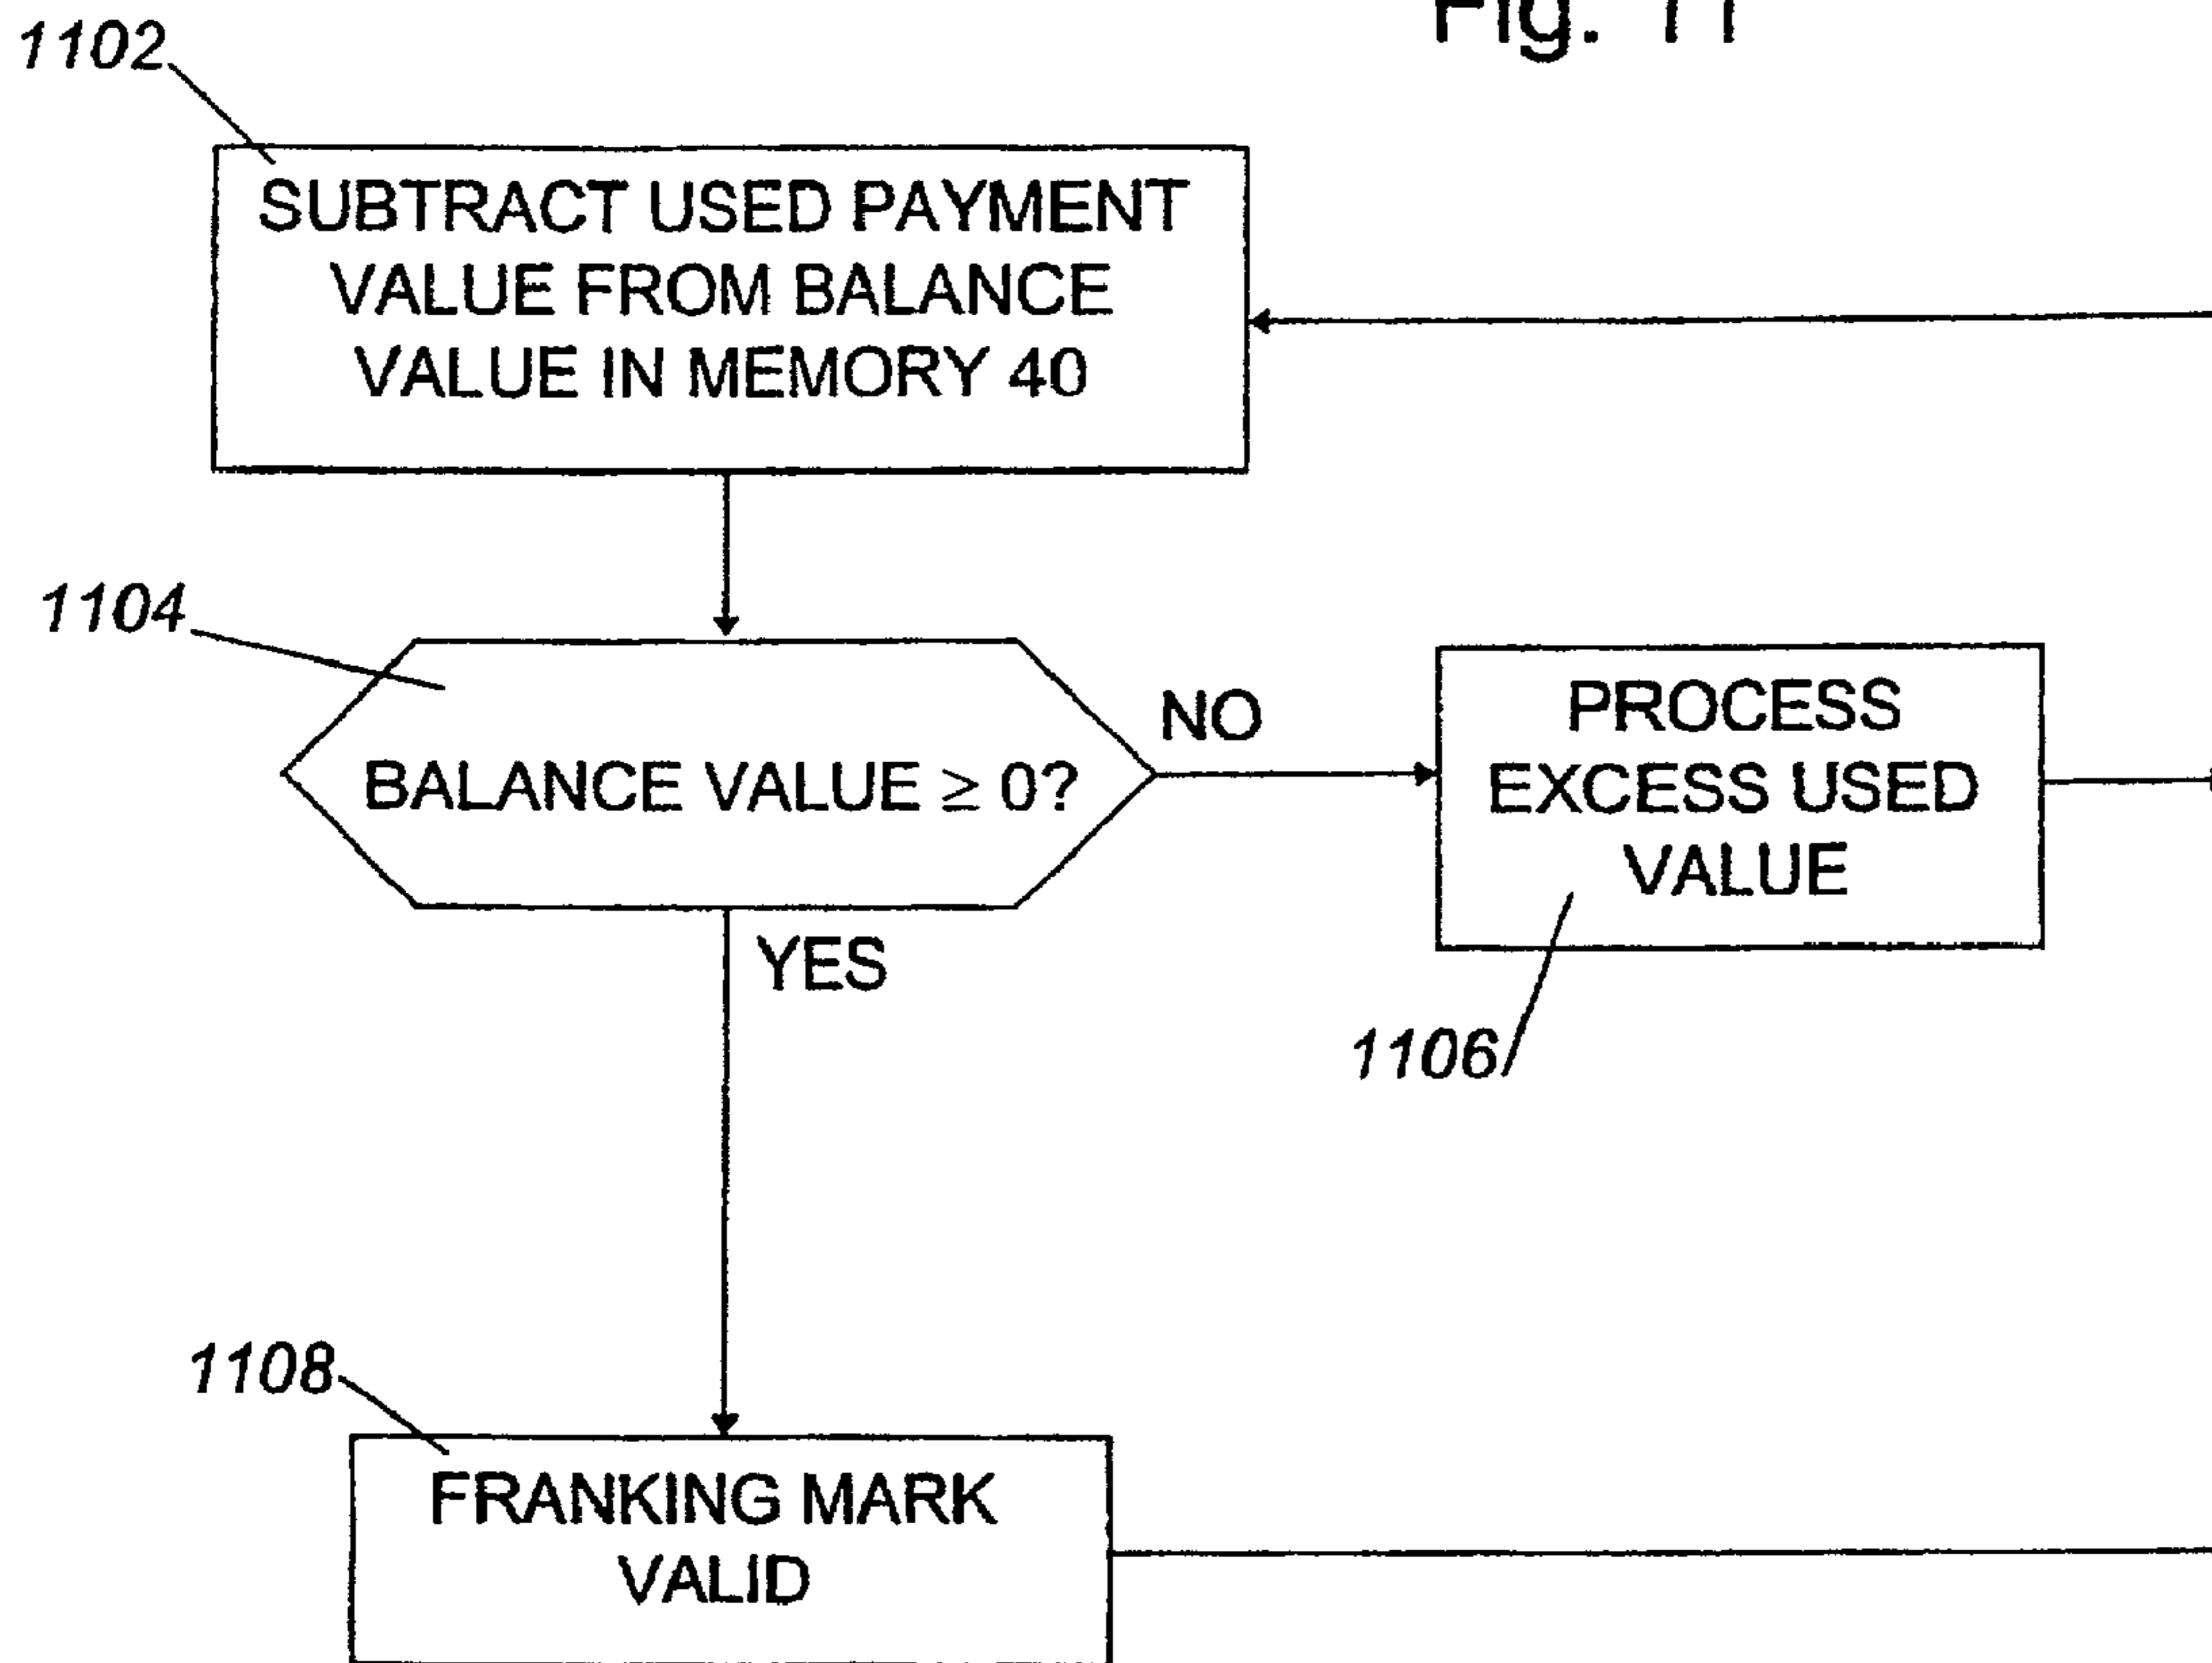 Fig. 11
1102
SUBTRACT USED PAYMENT
VALUE FROM BALANCE
VALUE IN MEMORY 40
1104
BALANCE VALUE ≥ 0?
NO
PROCESS
EXCESS USED
VALUE
YES
1106
1108
FRANKING MARK
VALID